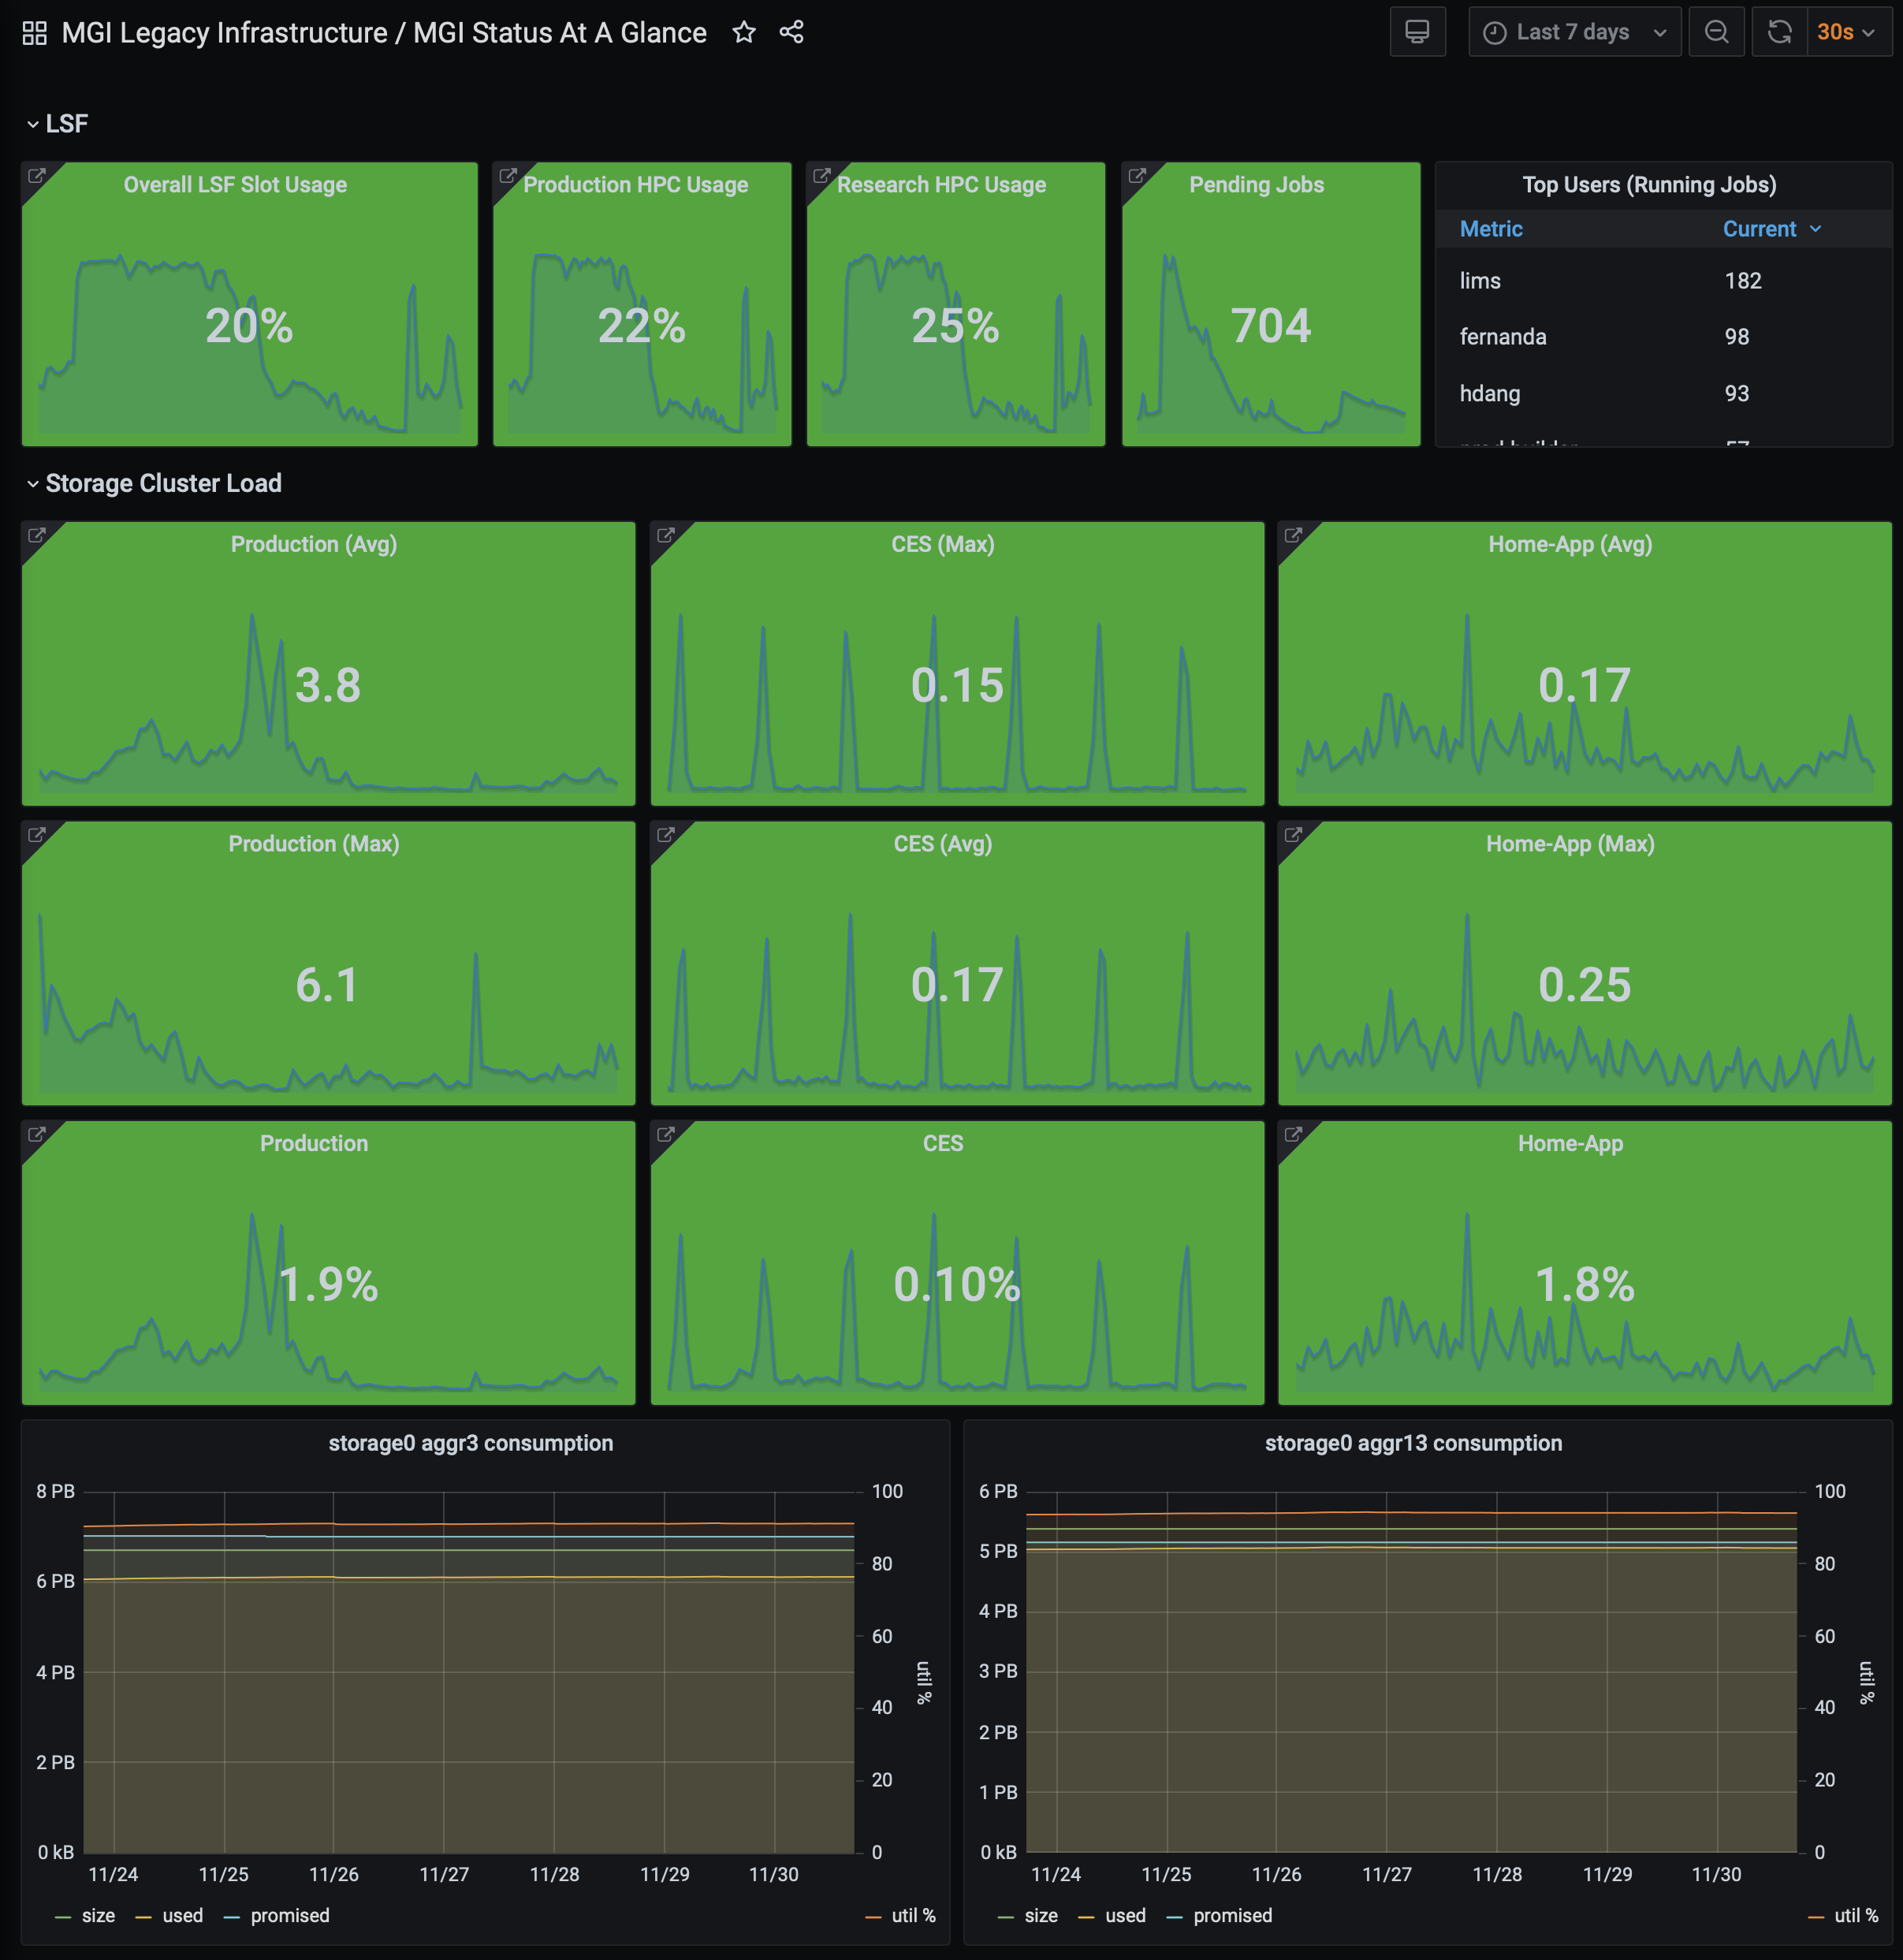 MGI Legacy Infrastructure / MGI Status At A Glance
Last 7 days
30s
LSF
Overall LSF Slot Usage
20%
Production HPC Usage
22%
Research HPC Usage
25%
Pending Jobs
704
Top Users (Running Jobs)
Metric Current
lims 182
fernanda 98
hdang 93
Storage Cluster Load
Production (Avg)
3.8
CES (Max)
0.15
Home-App (Avg)
0.17
Production (Max)
6.1
CES (Avg)
0.17
Home-App (Max)
0.25
Production
1.9%
CES
0.10%
Home-App
1.8%
storage0 aggr3 consumption
8 PB
6 PB
4 PB
2 PB
0 kB
100
80
60
40
20
0
util %
11/24 11/25 11/26 11/27 11/28 11/29 11/30
size used promised util %
storage0 aggr13 consumption
6 PB
5 PB
4 PB
3 PB
2 PB
1 PB
0 kB
100
80
60
40
20
0
util %
11/24 11/25 11/26 11/27 11/28 11/29 11/30
size used promised util %